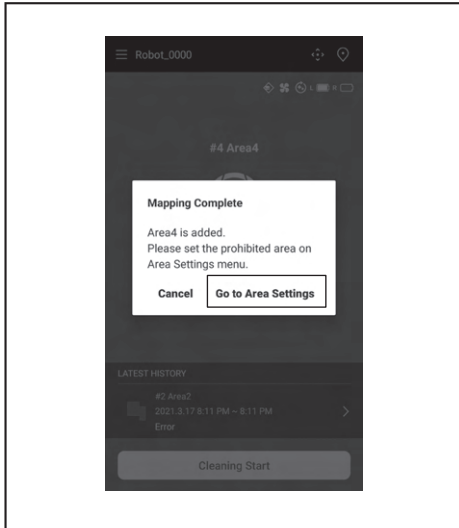 Robot_0000
L R
#4 Area4
Mapping Complete
Area4 is added.
Please set the prohibited area on
Area Settings menu.
Cancel Go to Area Settings
LATEST HISTORY
#2 Area2
2021.3.17 8:11 PM ~ 8:11 PM
Error
Cleaning Start